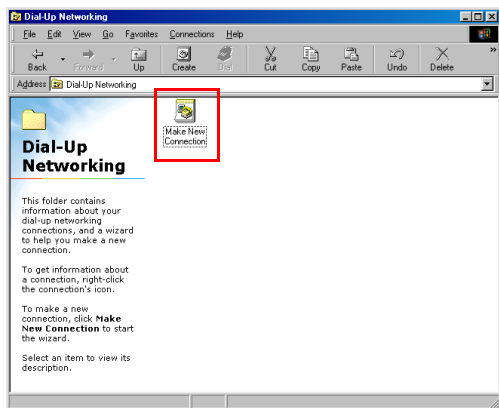 Dial-Up Networking
File Edit View Go Favorites Connections Help
Back Forward Up Create Dial Cut Copy Paste Undo Delete »
Address Dial-Up Networking
Make New
Connection
Dial-Up
Networking
This folder contains
information about your
dial-up networking
connections, and a wizard
to help you make a new
connection.
To get information about
a connection, right-click
the connection's icon.
To make a new
connection, click Make
New Connection to start
the wizard.
Select an item to view its
description.